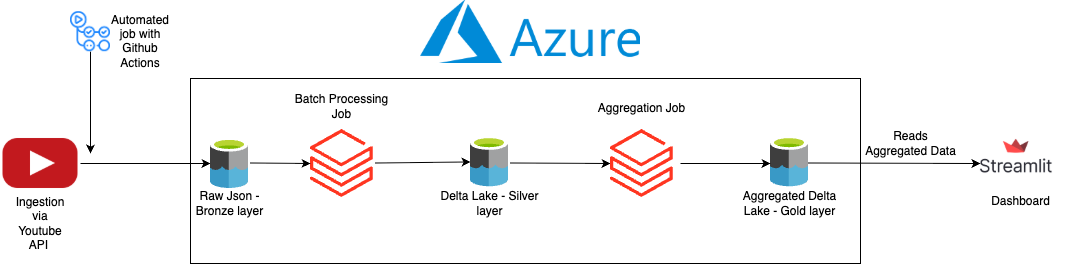 Automated
job with
Github
Actions
Azure
Batch Processing
Job
Aggregation Job
Reads
Aggregated Data
Streamlit
Dashboard
Ingestion
via
Youtube
API
Raw Json -
Bronze layer
Delta Lake - Silver
layer
Aggregated Delta
Lake - Gold layer